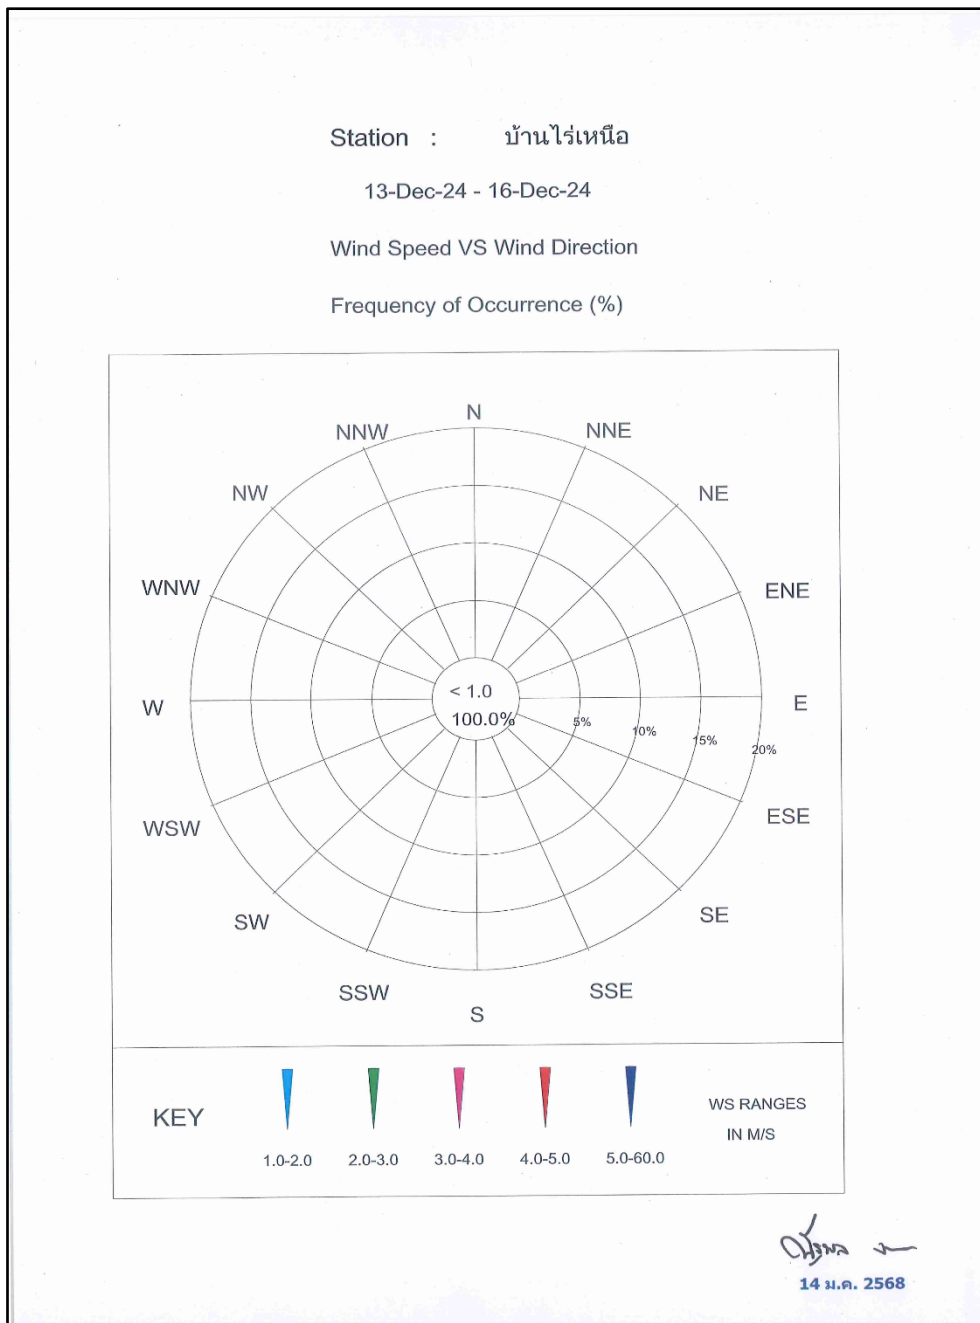 Station : บ้านไร่เหนือ
13-Dec-24 - 16-Dec-24
Wind Speed VS Wind Direction
Frequency of Occurrence (%)
N
NNW
NNE
NW
NE
WNW
ENE
< 1.0
100.0%
W
E
5%
10%
15%
20%
WSW
ESE
SW
SE
SSW
SSE
S
KEY
WS RANGES
IN M/S
1.0-2.0
2.0-3.0
3.0-4.0
4.0-5.0
5.0-60.0
14 ม.ค. 2568